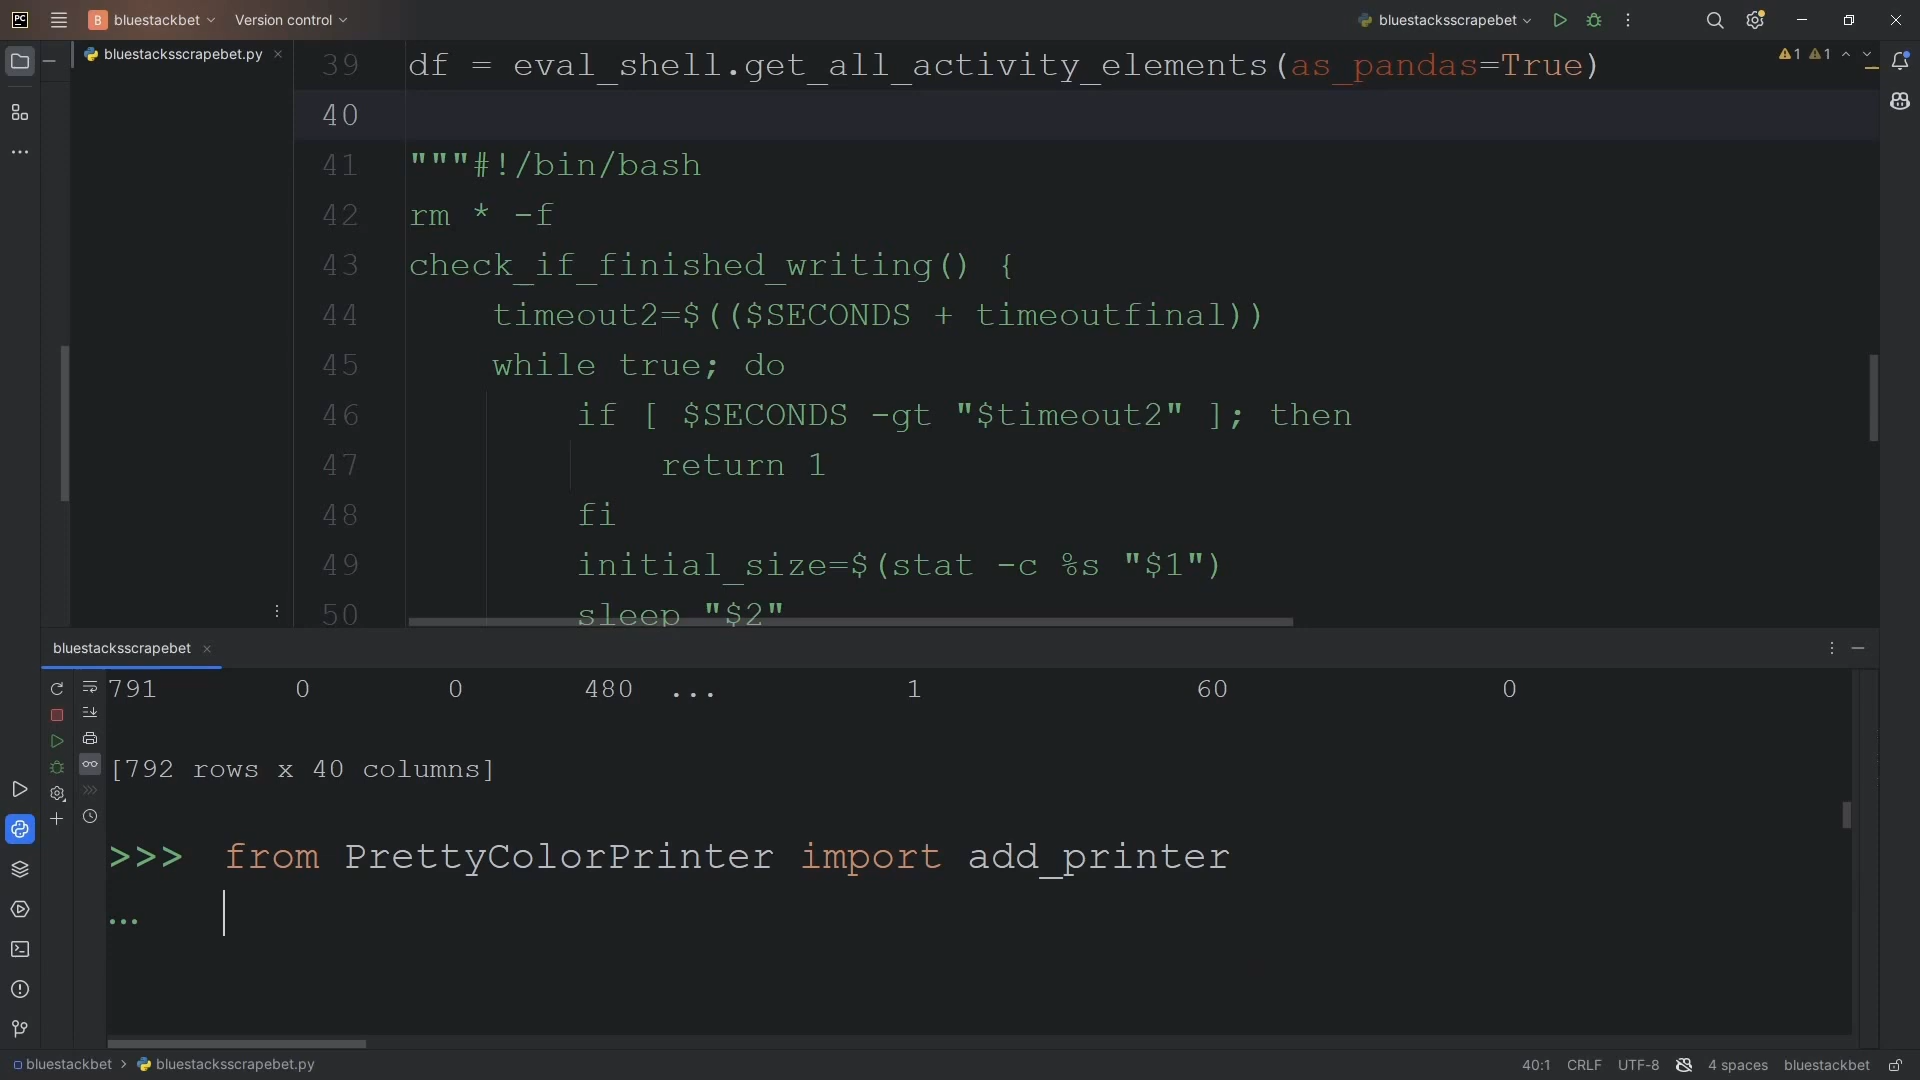 PC B bluestackbet Version control bluestacksscrapebet
bluestacksscrapebet.py
1 1
39 df = eval_shell.get_all_activity_elements(as_pandas=True)
40
41 """#!/bin/bash
42 rm * -f
43 check_if_finished_writing() {
44 timeout2=$(($SECONDS + timeoutfinal))
45 while true; do
46 if [ $SECONDS -gt "$timeout2" ]; then
47 return 1
48 fi
49 initial_size=$(stat -c %s "$1")
50 sleep "$2"
bluestacksscrapebet
791 0 0 480 ... 1 60 0
[792 rows x 40 columns]
>>> from PrettyColorPrinter import add_printer
...
bluestackbet > bluestacksscrapebet.py 40:1 CRLF UTF-8 4 spaces bluestackbet